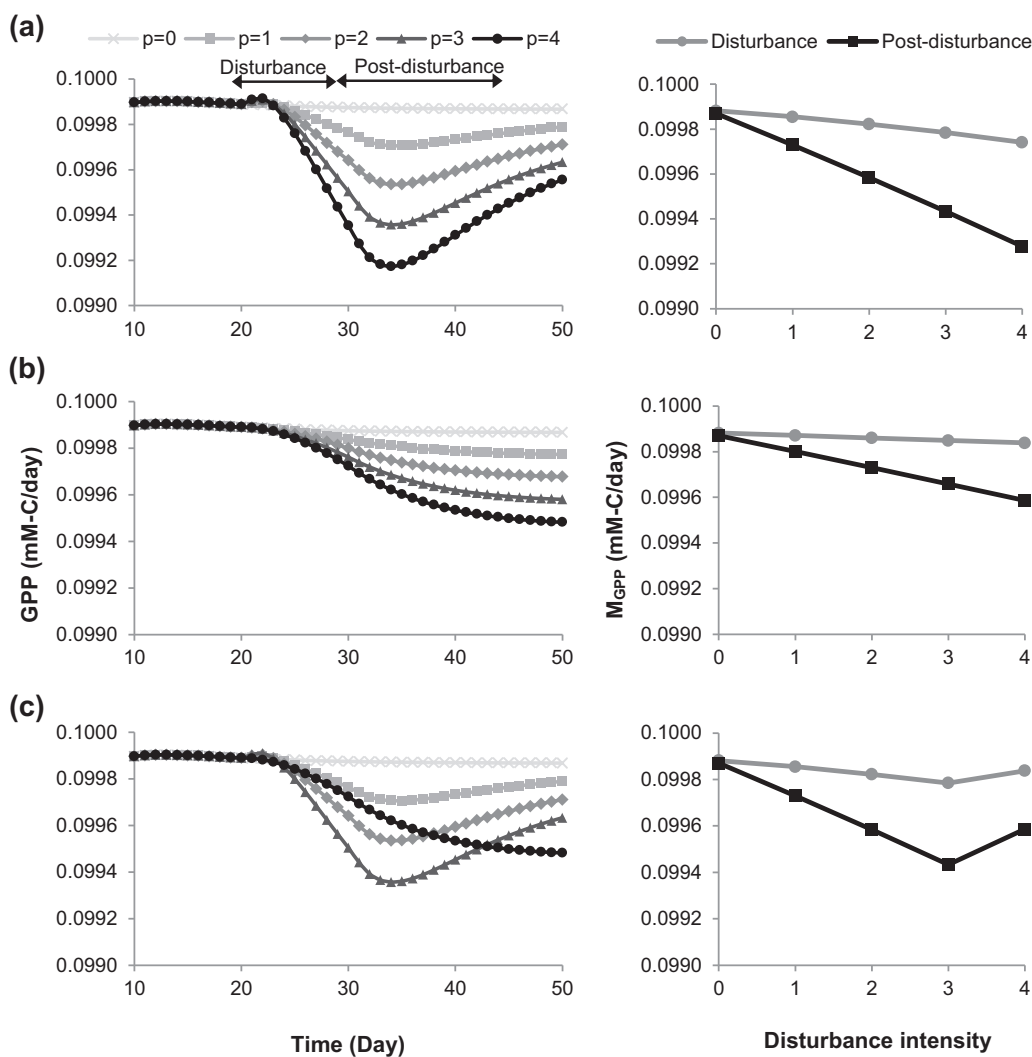 (a)
p=0 p=1 p=2 p=3 p=4
Disturbance Post-disturbance
Disturbance Post-disturbance
0.1000
0.0998
0.0996
0.0994
0.0992
0.0990
10 20 30 40 50
0.1000
0.0998
0.0996
0.0994
0.0992
0.0990
0 1 2 3 4
(b)
GPP (mM-C/day)
0.1000
0.0998
0.0996
0.0994
0.0992
0.0990
10 20 30 40 50
MGPP (mM-C/day)
0.1000
0.0998
0.0996
0.0994
0.0992
0.0990
0 1 2 3 4
(c)
0.1000
0.0998
0.0996
0.0994
0.0992
0.0990
10 20 30 40 50
0.1000
0.0998
0.0996
0.0994
0.0992
0.0990
0 1 2 3 4
Time (Day)
Disturbance intensity